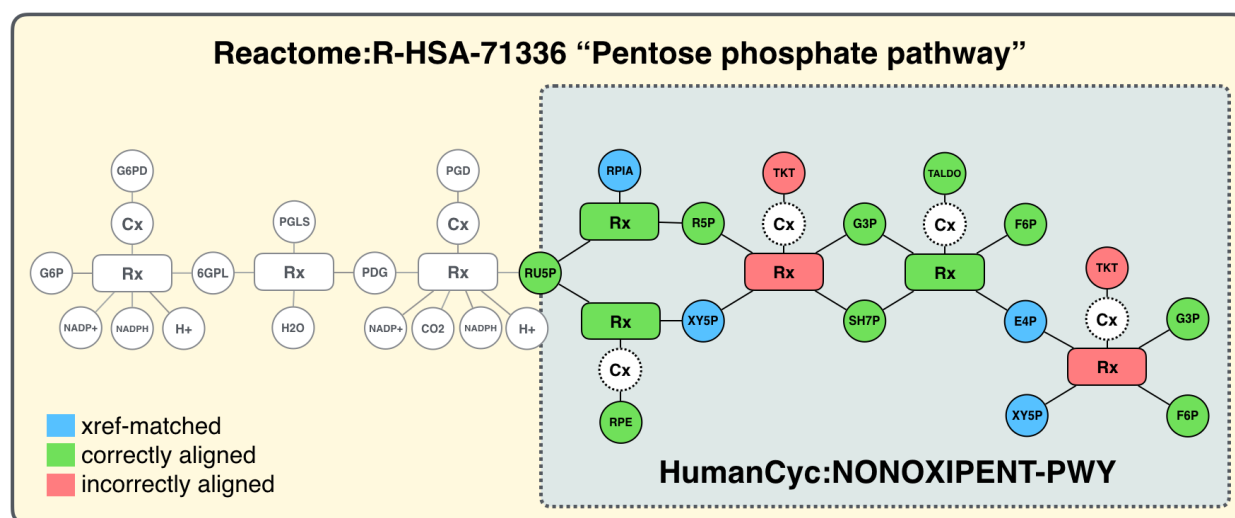 Reactome:R-HSA-71336 “Pentose phosphate pathway”
G6PD
PGD
RPIA
TKT
TALDO
Cx
PGLS
Cx
Rx
R5P
Cx
G3P
Cx
F6P
G6P
Rx
6GPL
Rx
PDG
Rx
RU5P
Rx
Rx
TKT
NADP+
NADPH
H+
H2O
NADP+
CO2
NADPH
H+
Rx
XY5P
SH7P
E4P
Cx
G3P
Cx
Rx
RPE
XY5P
F6P
xref-matched
correctly aligned
incorrectly aligned
HumanCyc:NONOXIPENT-PWY